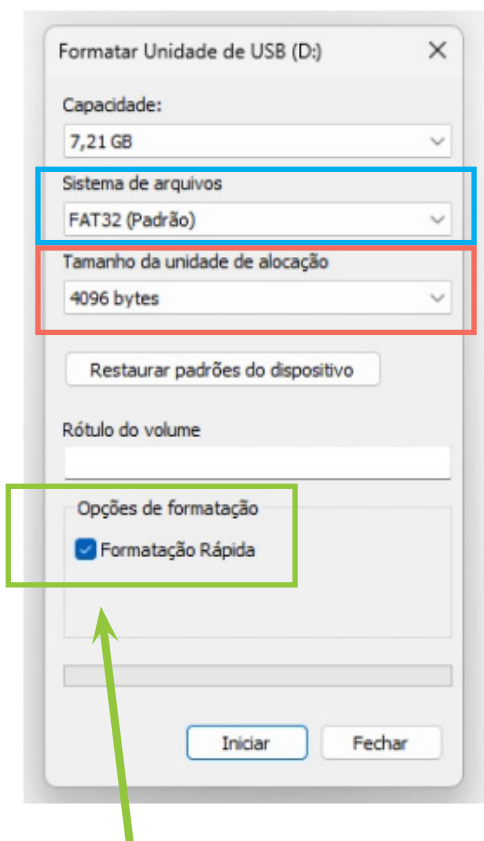 Formatar Unidade de USB (D:)
Capacidade:
7,21 GB
Sistema de arquivos
FAT32 (Padrão)
Tamanho da unidade de alocação
4096 bytes
Restaurar padrões do dispositivo
Rótulo do volume
Opções de formatação
Formatação Rápida
Iniciar Fechar